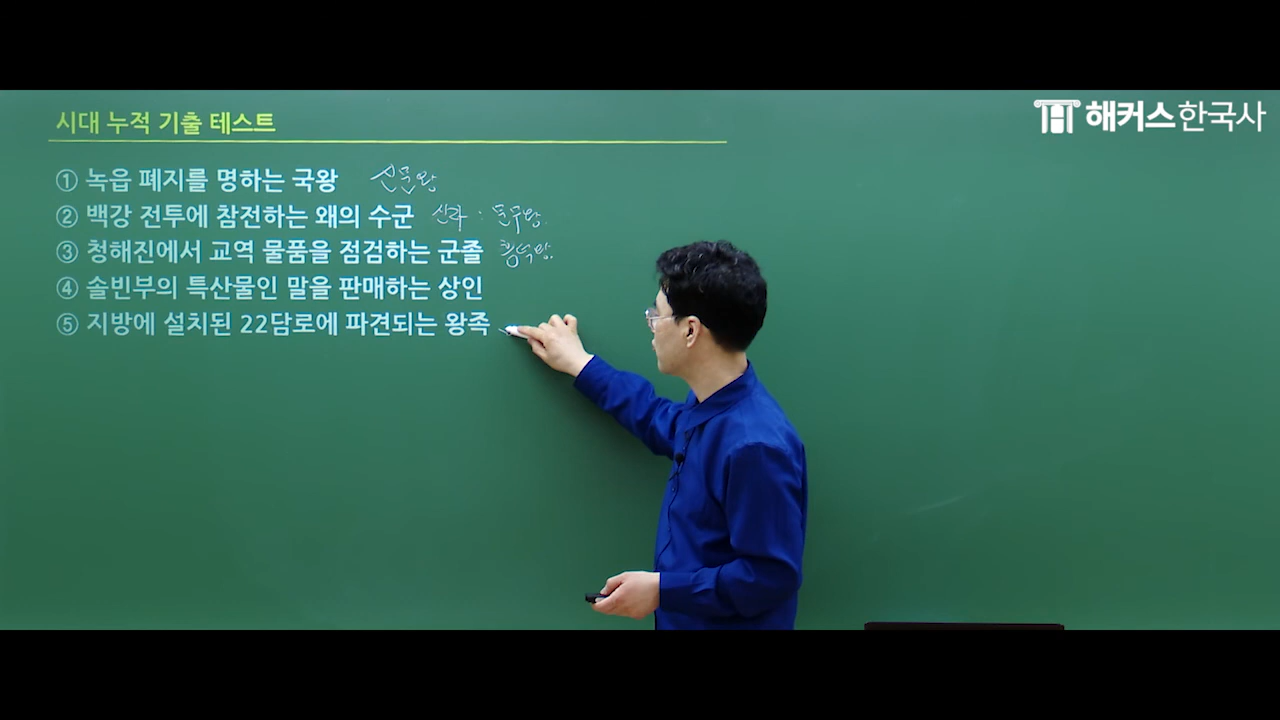 해커스한국사
시대 누적 기출 테스트
① 녹읍 폐지를 명하는 국왕 신문왕
② 백강 전투에 참전하는 왜의 수군 신라 : 문무왕.
③ 청해진에서 교역 물품을 점검하는 군졸 흥덕왕.
④ 솔빈부의 특산물인 말을 판매하는 상인
⑤ 지방에 설치된 22담로에 파견되는 왕족